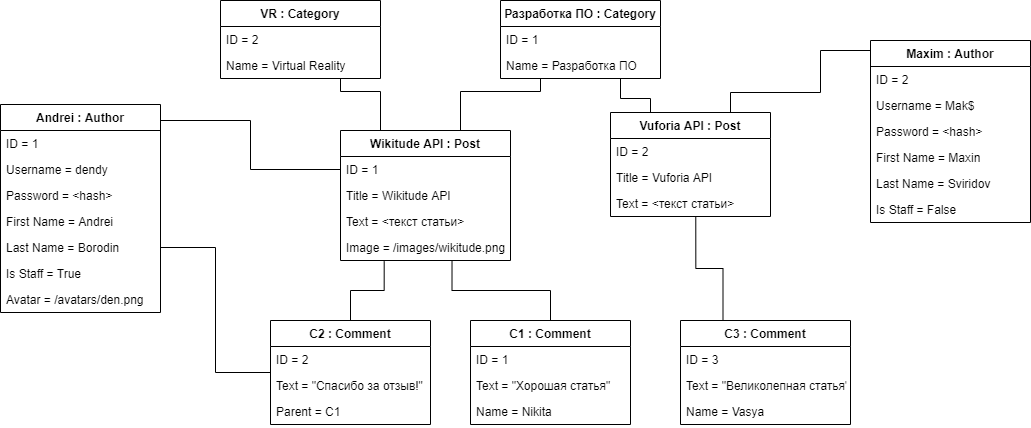 VR : Category
ID = 2
Name = Virtual Reality
Разработка ПО : Category
ID = 1
Name = Разработка ПО
Maxim : Author
ID = 2
Username = Mak$
Password = <hash>
First Name = Maxin
Last Name = Sviridov
Is Staff = False
Andrei : Author
ID = 1
Username = dendy
Password = <hash>
First Name = Andrei
Last Name = Borodin
Is Staff = True
Avatar = /avatars/den.png
Wikitude API : Post
ID = 1
Title = Wikitude API
Text = <текст статьи>
Image = /images/wikitude.png
Vuforia API : Post
ID = 2
Title = Vuforia API
Text = <текст статьи>
C2 : Comment
ID = 2
Text = "Спасибо за отзыв!"
Parent = C1
C1 : Comment
ID = 1
Text = "Хорошая статья"
Name = Nikita
C3 : Comment
ID = 3
Text = "Великолепная статья"
Name = Vasya